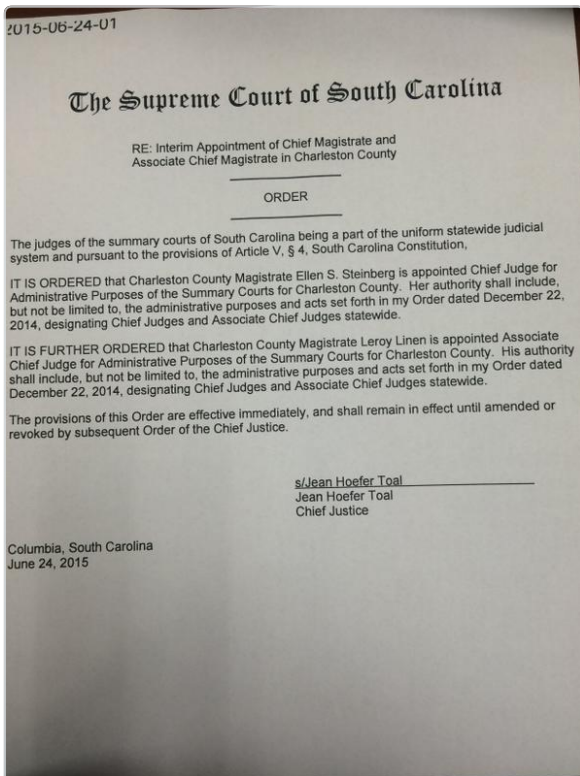 2015-06-24-01
The Supreme Court of South Carolina
RE: Interim Appointment of Chief Magistrate and
Associate Chief Magistrate in Charleston County
ORDER
The judges of the summary courts of South Carolina being a part of the uniform statewide judicial
system and pursuant to the provisions of Article V, § 4, South Carolina Constitution,
IT IS ORDERED that Charleston County Magistrate Ellen S. Steinberg is appointed Chief Judge for
Administrative Purposes of the Summary Courts for Charleston County. Her authority shall include,
but not be limited to, the administrative purposes and acts set forth in my Order dated December 22,
2014, designating Chief Judges and Associate Chief Judges statewide.
IT IS FURTHER ORDERED that Charleston County Magistrate Leroy Linen is appointed Associate
Chief Judge for Administrative Purposes of the Summary Courts for Charleston County. His authority
shall include, but not be limited to, the administrative purposes and acts set forth in my Order dated
December 22, 2014, designating Chief Judges and Associate Chief Judges statewide.
The provisions of this Order are effective immediately, and shall remain in effect until amended or
revoked by subsequent Order of the Chief Justice.
s/Jean Hoefer Toal
Jean Hoefer Toal
Chief Justice
Columbia, South Carolina
June 24, 2015